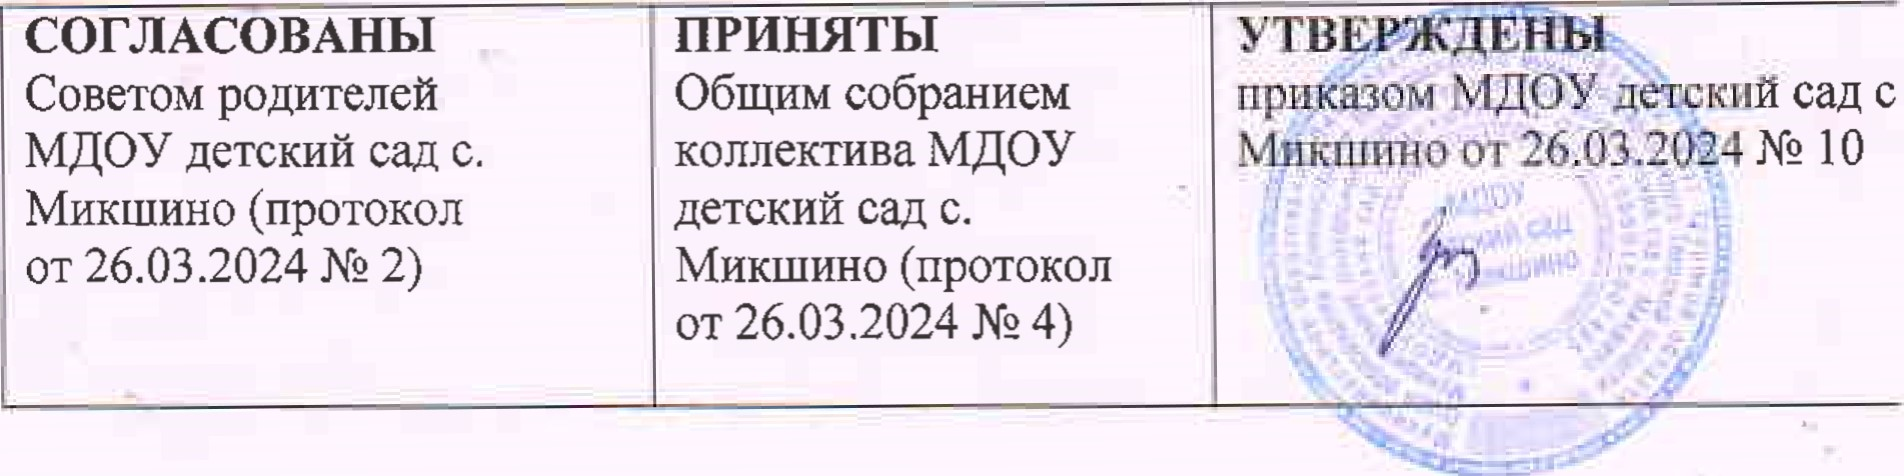 СОГЛАСОВАНЫ
Советом родителей
МДОУ детский сад с.
Микшино (протокол
от 26.03.2024 № 2)
ПРИНЯТЫ
Общим собранием
коллектива МДОУ
детский сад с.
Микшино (протокол
от 26.03.2024 № 4)
УТВЕРЖДЕНЫ
приказом МДОУ детский сад с
Микшино от 26.03.2024 № 10
МДОУ
сад